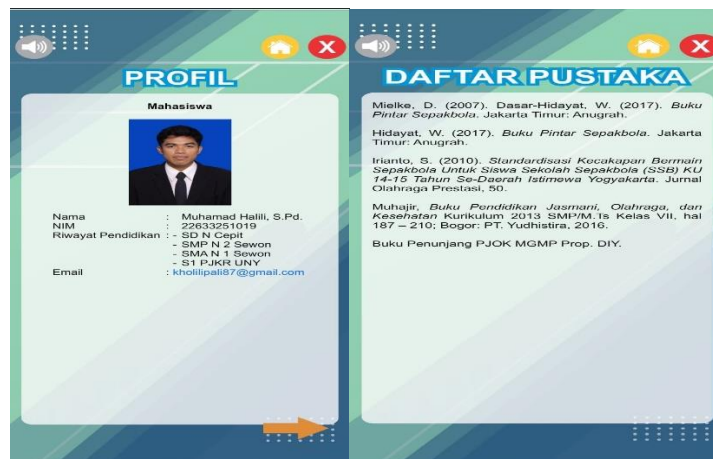 PROFIL
Mahasiswa
Nama : Muhamad Halili, S.Pd.
NIM : 22633251019
Riwayat Pendidikan : - SD N Cepit
- SMP N 2 Sewon
- SMA N 1 Sewon
- S1 PJKR UNY
Email : kholilipali87@gmail.com
DAFTAR PUSTAKA
Mielke, D. (2007). Dasar-Hidayat, W. (2017). Buku
Pintar Sepakbola. Jakarta Timur: Anugrah.
Hidayat, W. (2017). Buku Pintar Sepakbola. Jakarta
Timur: Anugrah.
Irianto, S. (2010). Standardisasi Kecakapan Bermain
Sepakbola Untuk Siswa Sekolah Sepakbola (SSB) KU
14-15 Tahun Se-Daerah Istimewa Yogyakarta. Jurnal
Olahraga Prestasi, 50.
Muhajir, Buku Pendidikan Jasmani, Olahraga, dan
Kesehatan Kurikulum 2013 SMP/M.Ts Kelas VII, hal
187 – 210; Bogor: PT. Yudhistira, 2016.
Buku Penunjang PJOK MGMP Prop. DIY.